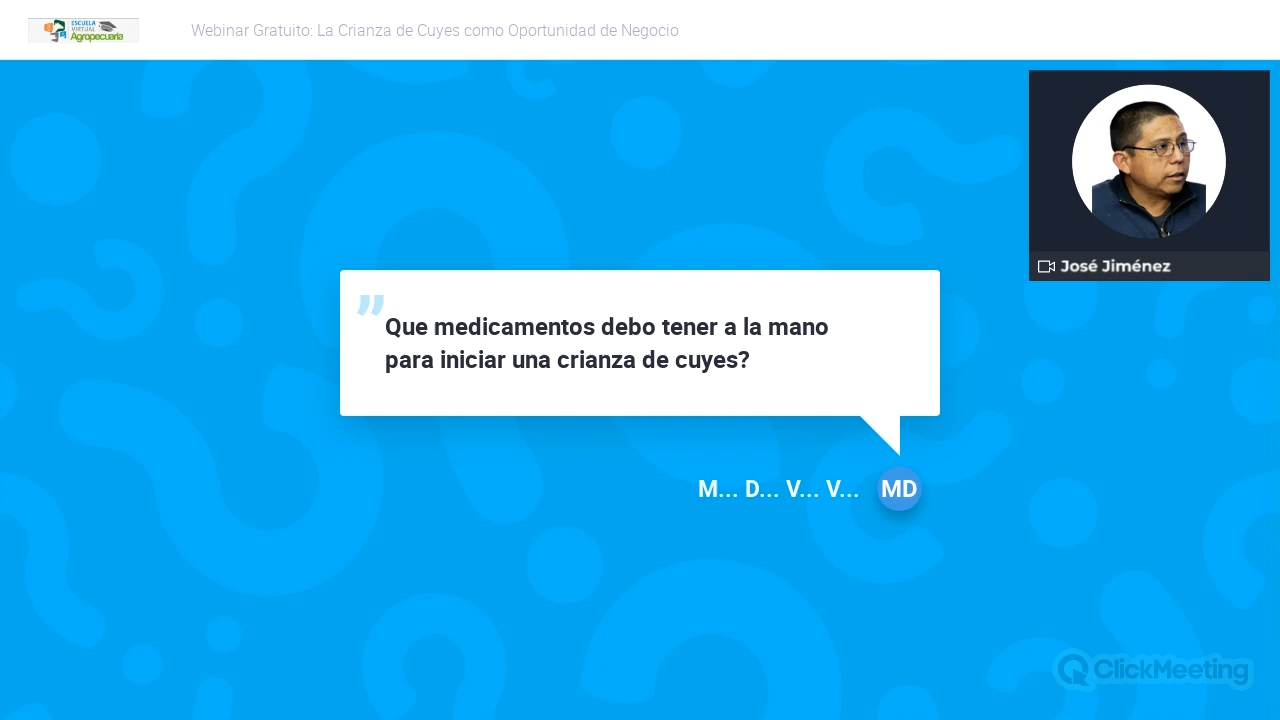 ESCUELA
VIRTUAL
Agropecuaria
Webinar Gratuito: La Crianza de Cuyes como Oportunidad de Negocio
José Jiménez
”
Que medicamentos debo tener a la mano
para iniciar una crianza de cuyes?
M... D... V... V... MD
ClickMeeting